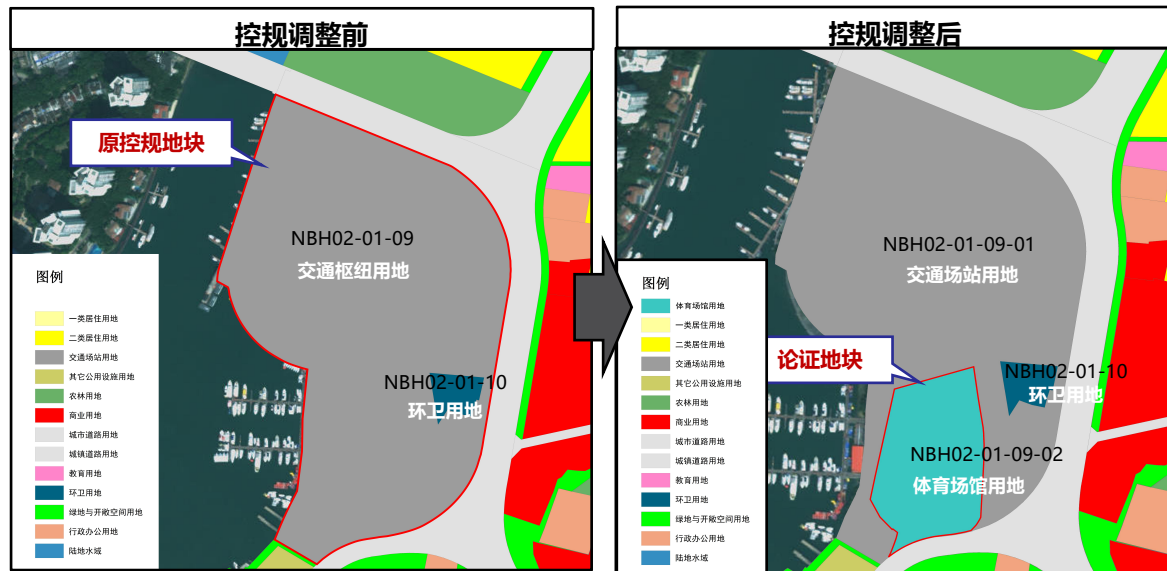 控规调整前
原控规地块
NBH02-01-09
交通枢纽用地
NBH02-01-10
环卫用地
图例
一类居住用地
二类居住用地
交通场站用地
其它公用设施用地
农林用地
商业用地
城市道路用地
城镇道路用地
教育用地
环卫用地
绿地与开敞空间用地
行政办公用地
陆地水域
控规调整后
NBH02-01-09-01
交通场站用地
论证地块
NBH02-01-10
环卫用地
NBH02-01-09-02
体育场馆用地
图例
体育场馆用地
一类居住用地
二类居住用地
交通场站用地
其它公用设施用地
农林用地
商业用地
城市道路用地
城镇道路用地
教育用地
环卫用地
绿地与开敞空间用地
行政办公用地
陆地水域